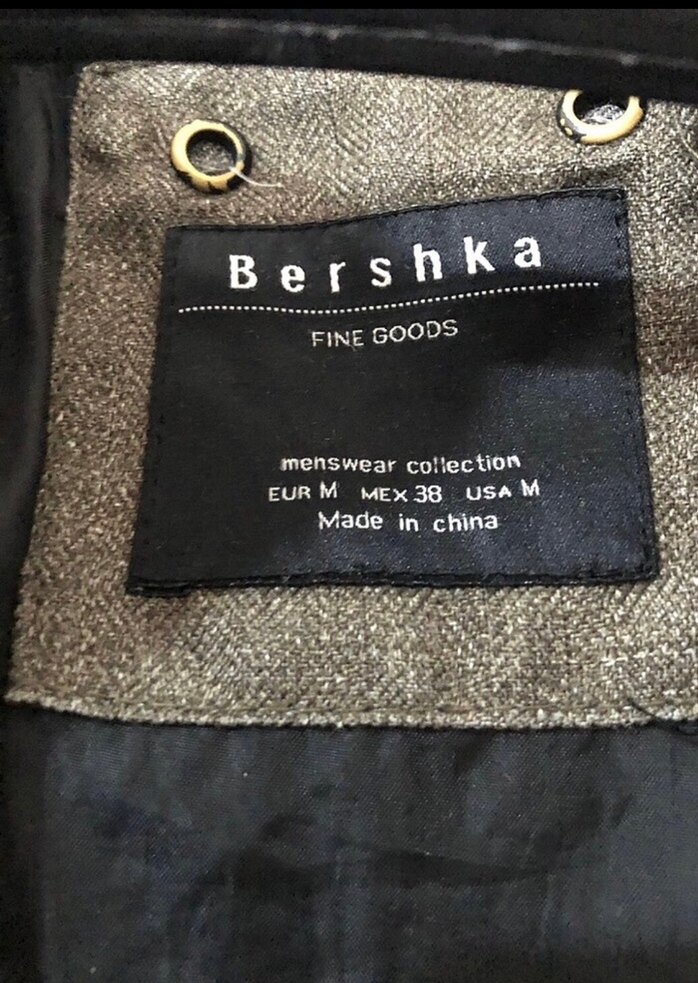 Bershka
FINE GOODS
menswear collection
EUR M MEX 38 USA M
Made in china